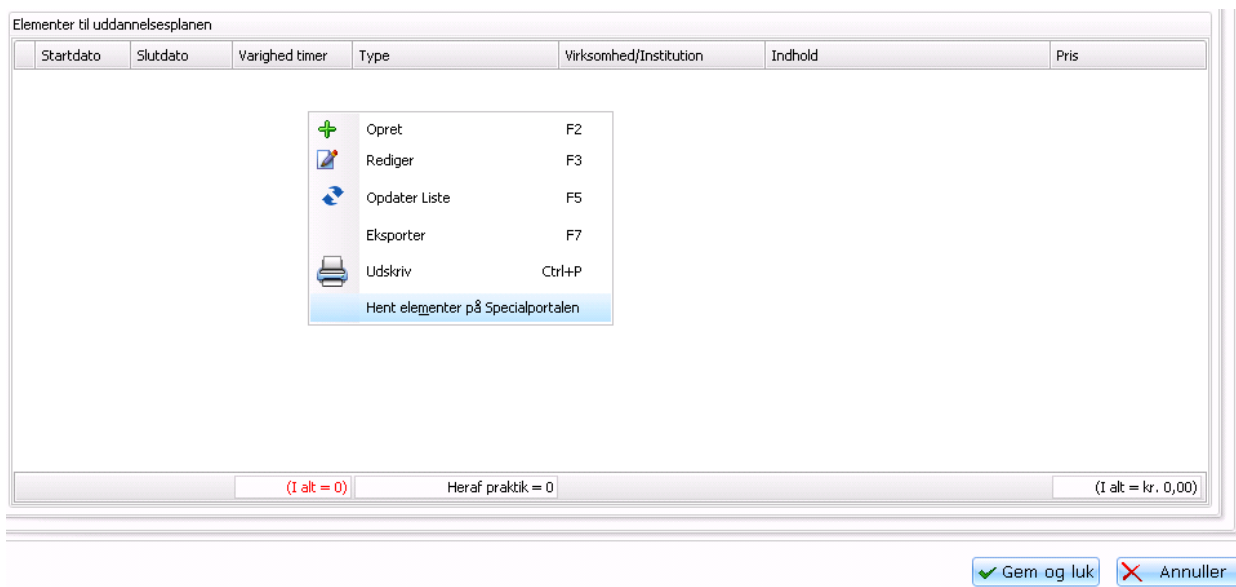 Elementer til uddannelsesplanen
Startdato Slutdato Varighed timer Type Virksomhed/Institution Indhold Pris
Opret F2
Rediger F3
Opdater Liste F5
Eksporter F7
Udskriv Ctrl+P
Hent elementer på Specialportalen
(I alt = 0) Heraf praktik = 0 (I alt = kr. 0,00)
Gem og luk Annuller